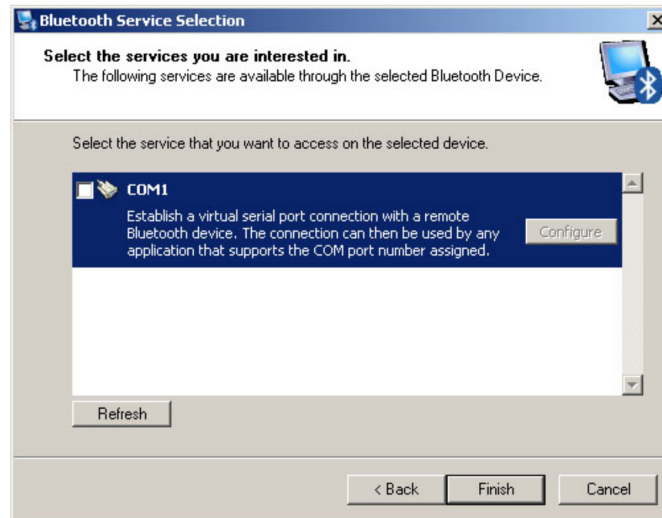 Bluetooth Service Selection
Select the services you are interested in.
The following services are available through the selected Bluetooth Device.
Select the service that you want to access on the selected device.
COM1
Establish a virtual serial port connection with a remote
Bluetooth device. The connection can then be used by any
application that supports the COM port number assigned.
Configure
Refresh
< Back
Finish
Cancel